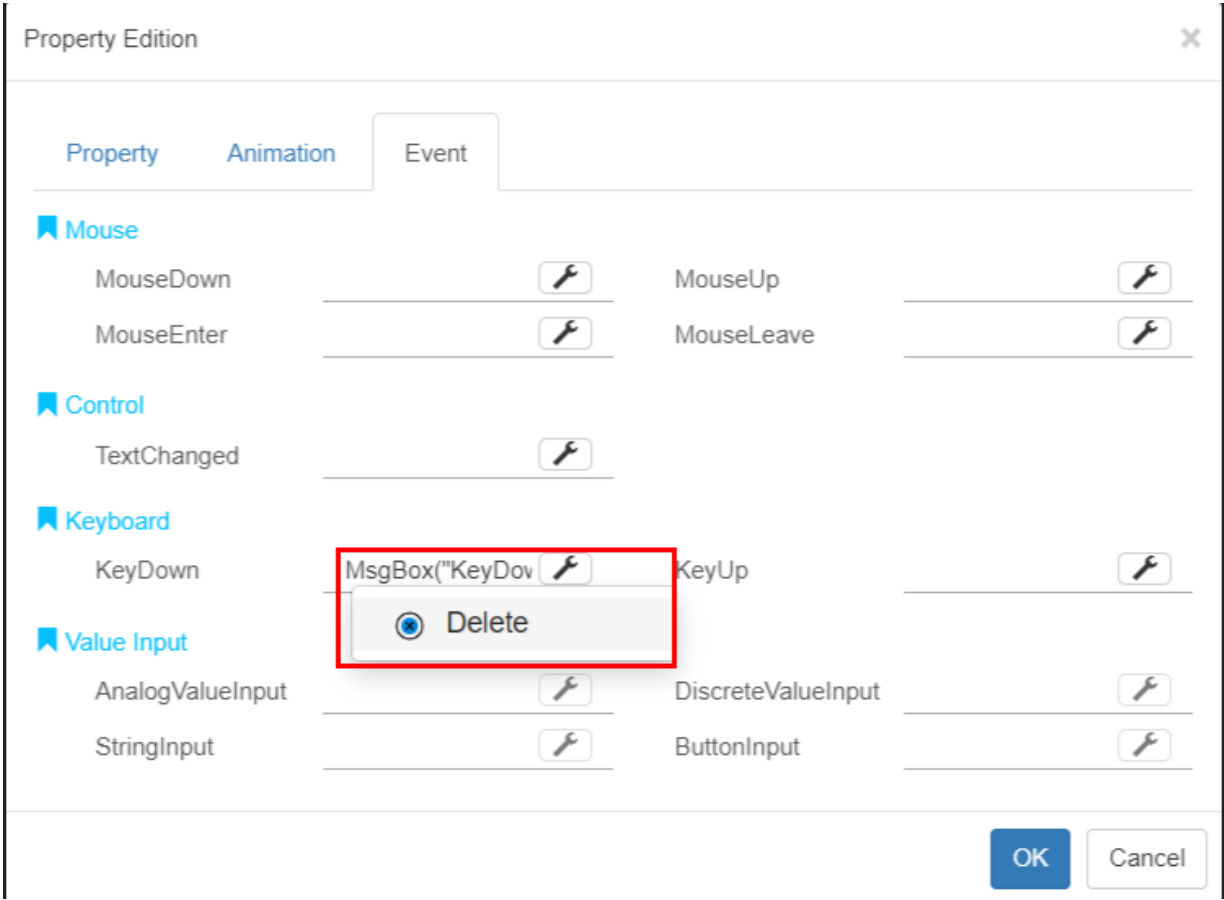 Property Edition
Property Animation Event
Mouse
MouseDown MouseUp
MouseEnter MouseLeave
Control
TextChanged
Keyboard
KeyDown MsgBox("KeyDow KeyUp
Delete
Value Input
AnalogValueInput DiscreteValueInput
StringInput ButtonInput
OK Cancel